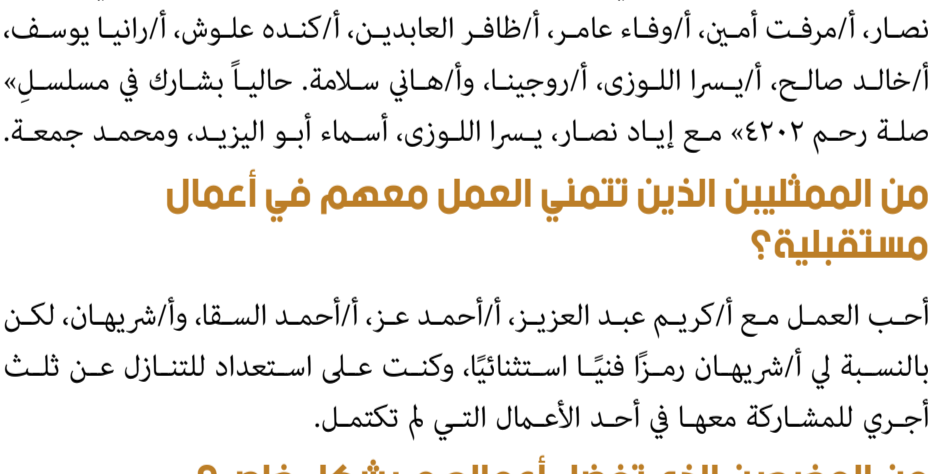 نصار، أ/مرفت أمين، أ/وفاء عامر، أ/ظافر العابدين، أ/كنده علوش، أ/رانيا يوسف،
أ/خالد صالح، أ/يسرا اللوزى، أ/روجينا، وأ/هاني سلامة. حالياً بشارك في مسلسلِ»
صلة رحم ٤٢٠٢» مع إياد نصار، يسرا اللوزى، أسماء أبو اليزيد، ومحمد جمعة.
من الممثليين الذين تتمني العمل معهم في أعمال
مستقبلية؟
أحب العمل مع أ/كريم عبد العزيز، أ/أحمد عز، أ/أحمد السقا، وأ/شريهان، لكن
بالنسبة لي أ/شريهان رمزًا فنيًا استثنائيًا، وكنت على استعداد للتنازل عن ثلث
أجري للمشاركة معها في أحد الأعمال التي لم تكتمل.